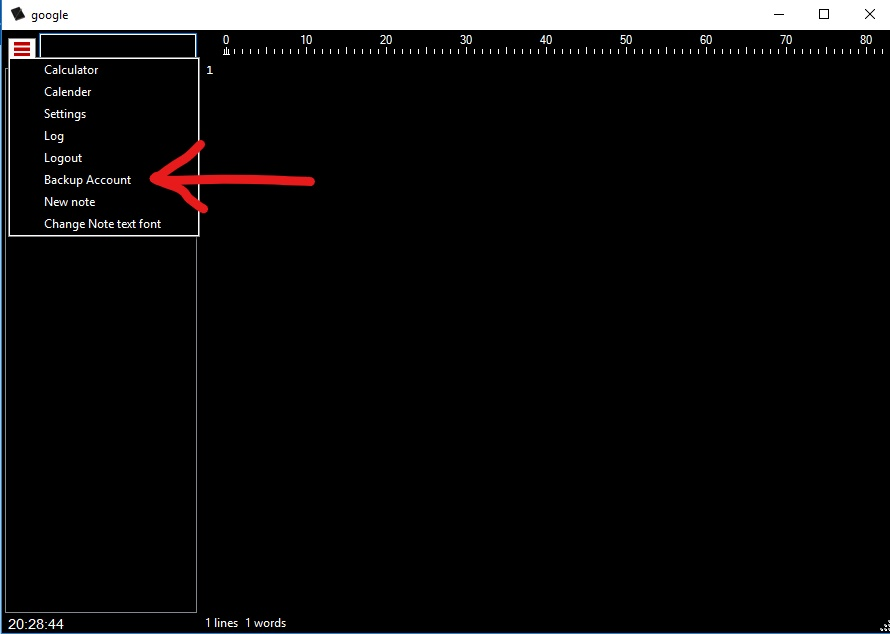 google
0 10 20 30 40 50 60 70 80
Calculator
1
Calender
Settings
Log
Logout
Backup Account
New note
Change Note text font
20:28:44
1 lines 1 words